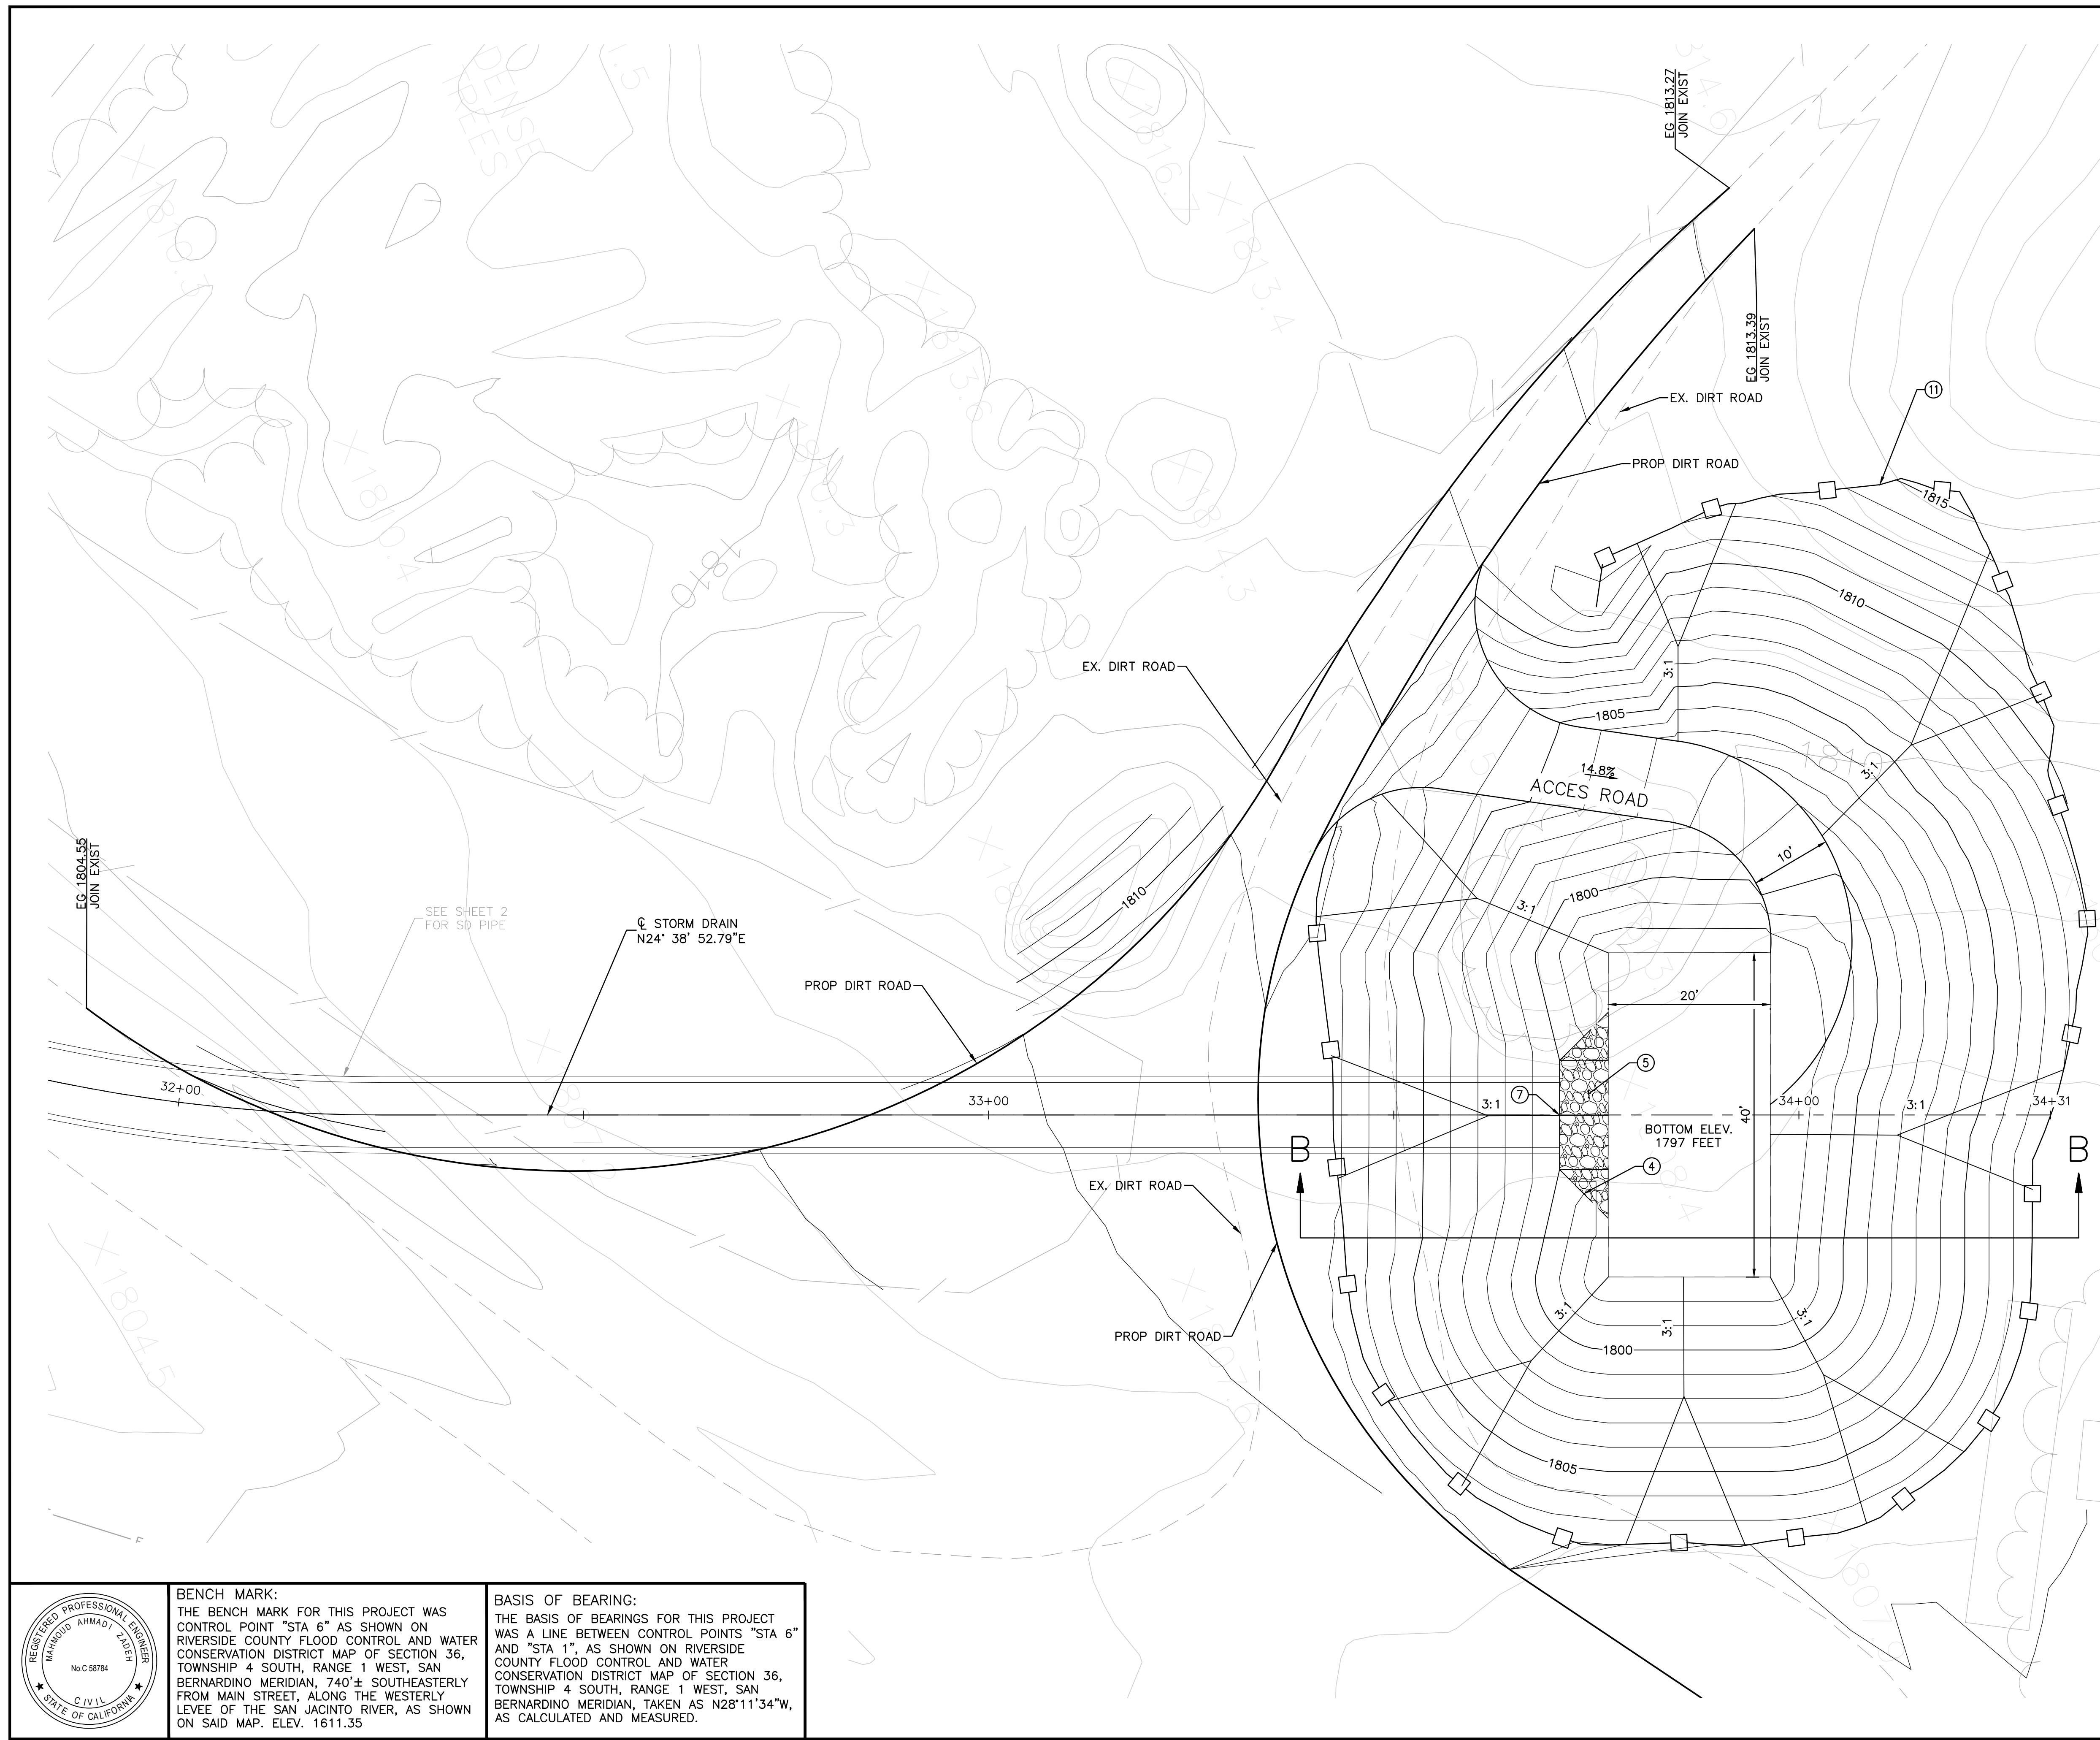 EG 1813.27
JOIN EXIST
EG 1813.39
JOIN EXIST
DENSE
TREES
EX. DIRT ROAD
11
PROP DIRT ROAD
1815
1810
1810
3:1
1805
EX. DIRT ROAD
1810
14.8%
ACCES ROAD
3:1
10'
EG 1804.55
JOIN EXIST
SEE SHEET 2
FOR SD PIPE
℄ STORM DRAIN
N24° 38' 52.79"E
1810
3:1
1800
PROP DIRT ROAD
20'
5
7
32+00
33+00
3:1
34+00
3:1
34+31
40'
BOTTOM ELEV.
1797 FEET
B
B
4
EX. DIRT ROAD
PROP DIRT ROAD
3:1
3:1
3:1
1800
1805
REGISTERED PROFESSIONAL ENGINEER
MAHMOUD AHMADI ZADEH
No.C 58784
CIVIL
STATE OF CALIFORNIA
BENCH MARK:
THE BENCH MARK FOR THIS PROJECT WAS
CONTROL POINT "STA 6" AS SHOWN ON
RIVERSIDE COUNTY FLOOD CONTROL AND WATER
CONSERVATION DISTRICT MAP OF SECTION 36,
TOWNSHIP 4 SOUTH, RANGE 1 WEST, SAN
BERNARDINO MERIDIAN, 740'± SOUTHEASTERLY
FROM MAIN STREET, ALONG THE WESTERLY
LEVEE OF THE SAN JACINTO RIVER, AS SHOWN
ON SAID MAP. ELEV. 1611.35
BASIS OF BEARING:
THE BASIS OF BEARINGS FOR THIS PROJECT
WAS A LINE BETWEEN CONTROL POINTS "STA 6"
AND "STA 1", AS SHOWN ON RIVERSIDE
COUNTY FLOOD CONTROL AND WATER
CONSERVATION DISTRICT MAP OF SECTION 36,
TOWNSHIP 4 SOUTH, RANGE 1 WEST, SAN
BERNARDINO MERIDIAN, TAKEN AS N28°11'34"W,
AS CALCULATED AND MEASURED.